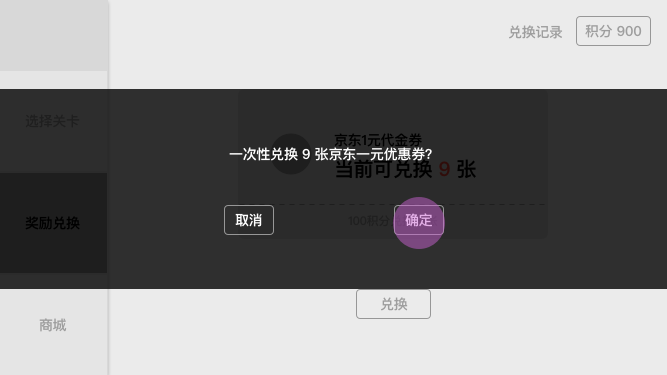 兑换记录
积分 900
选择关卡
京东1元代金券
一次性兑换 9 张京东一元优惠券?
当前可兑换 9 张
奖励兑换
取消
确定
100积分
商城
兑换